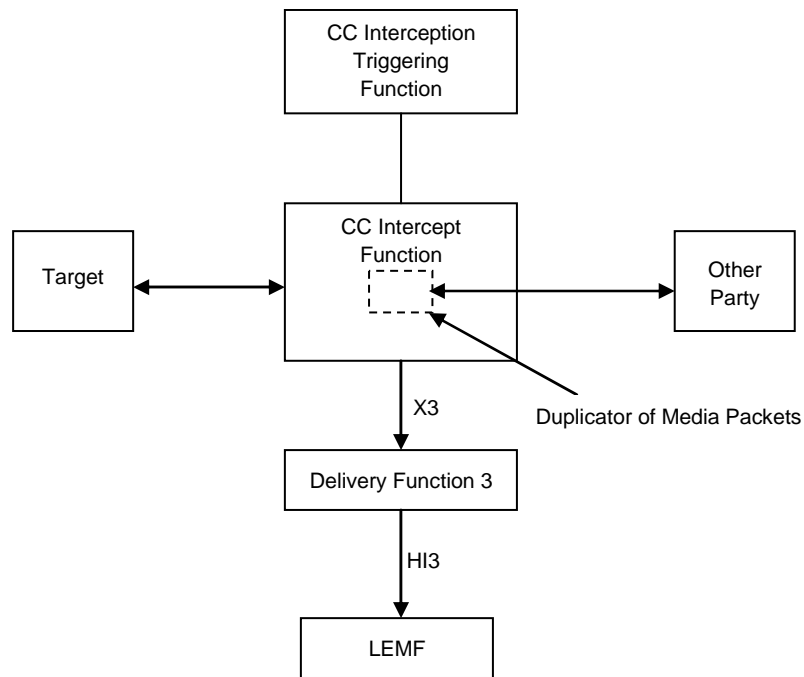 CC Interception
Triggering
Function
CC Intercept
Function
Target
Other
Party
X3
Duplicator of Media Packets
Delivery Function 3
HI3
LEMF